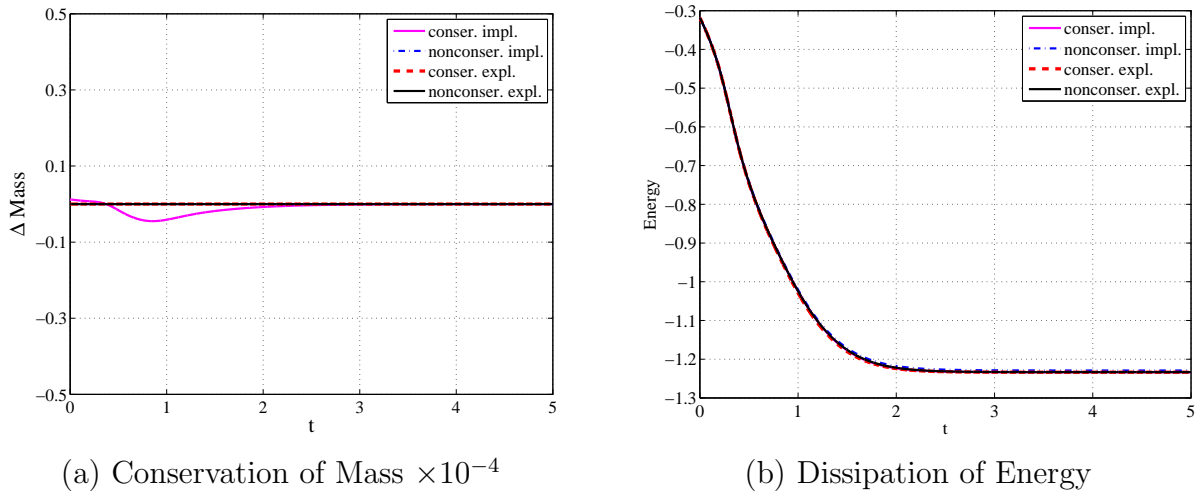 0.5
0.3
0.1
−0.1
−0.3
−0.5
Δ Mass
0
1
2
3
4
5
t
conser. impl.
nonconser. impl.
conser. expl.
nonconser. expl.
(a) Conservation of Mass ×10−4
−0.3
−0.4
−0.5
−0.6
−0.7
−0.8
−0.9
−1
−1.1
−1.2
−1.3
Energy
0
1
2
3
4
5
t
conser. impl.
nonconser. impl.
conser. expl.
nonconser. expl.
(b) Dissipation of Energy